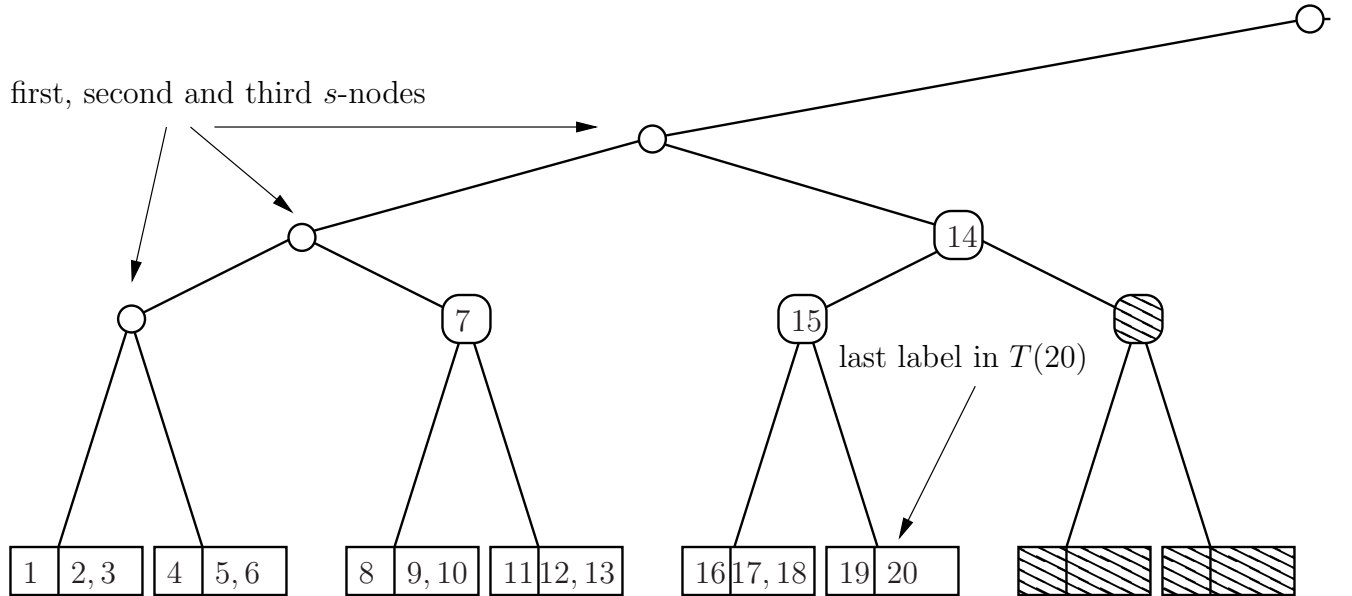 first, second and third s-nodes
14
7
15
last label in T(20)
1 2, 3 4 5, 6 8 9, 10 11 12, 13 16 17, 18 19 20